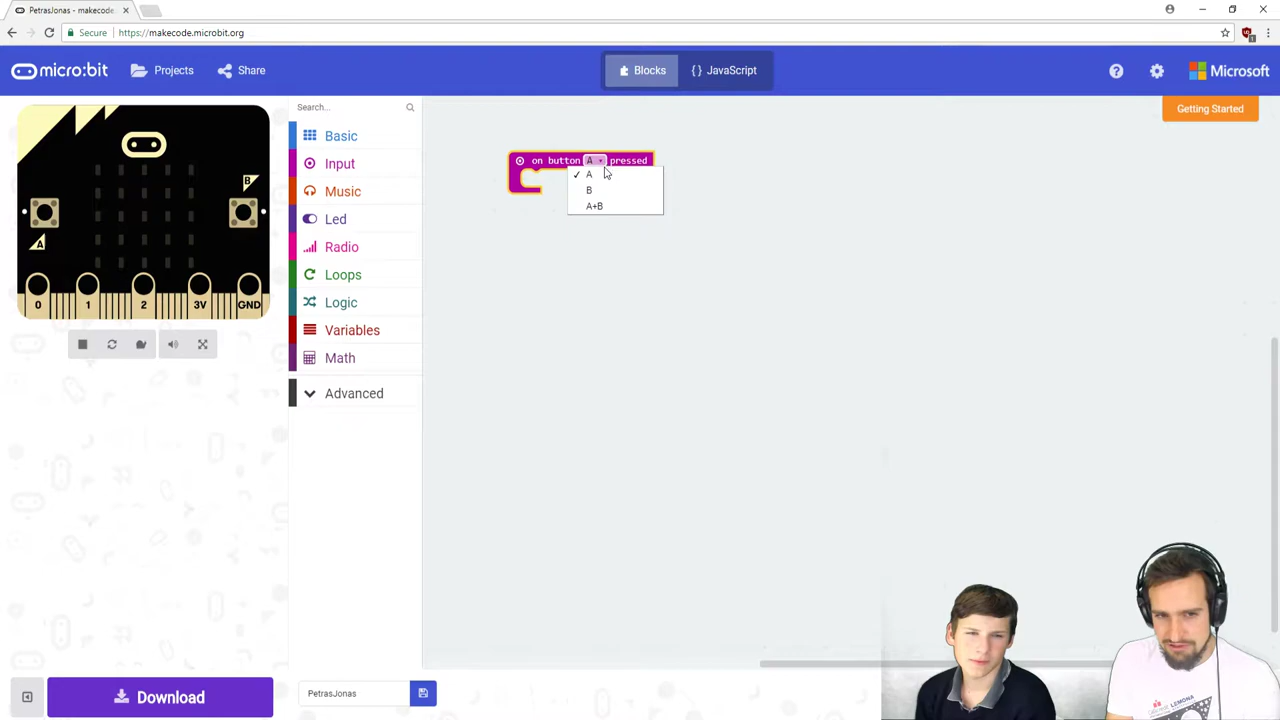 PetrasJonas - makecode.
Secure
https://makecode.microbit.org
micro:bit
Projects
Share
Blocks
{} JavaScript
Microsoft
Search...
Getting Started
Basic
Input
Music
Led
Radio
Loops
Logic
Variables
Math
Advanced
on button A pressed
✓ A
B
A+B
B
A
0
1
2
3V
GND
Download
PetrasJonas
LEMONA